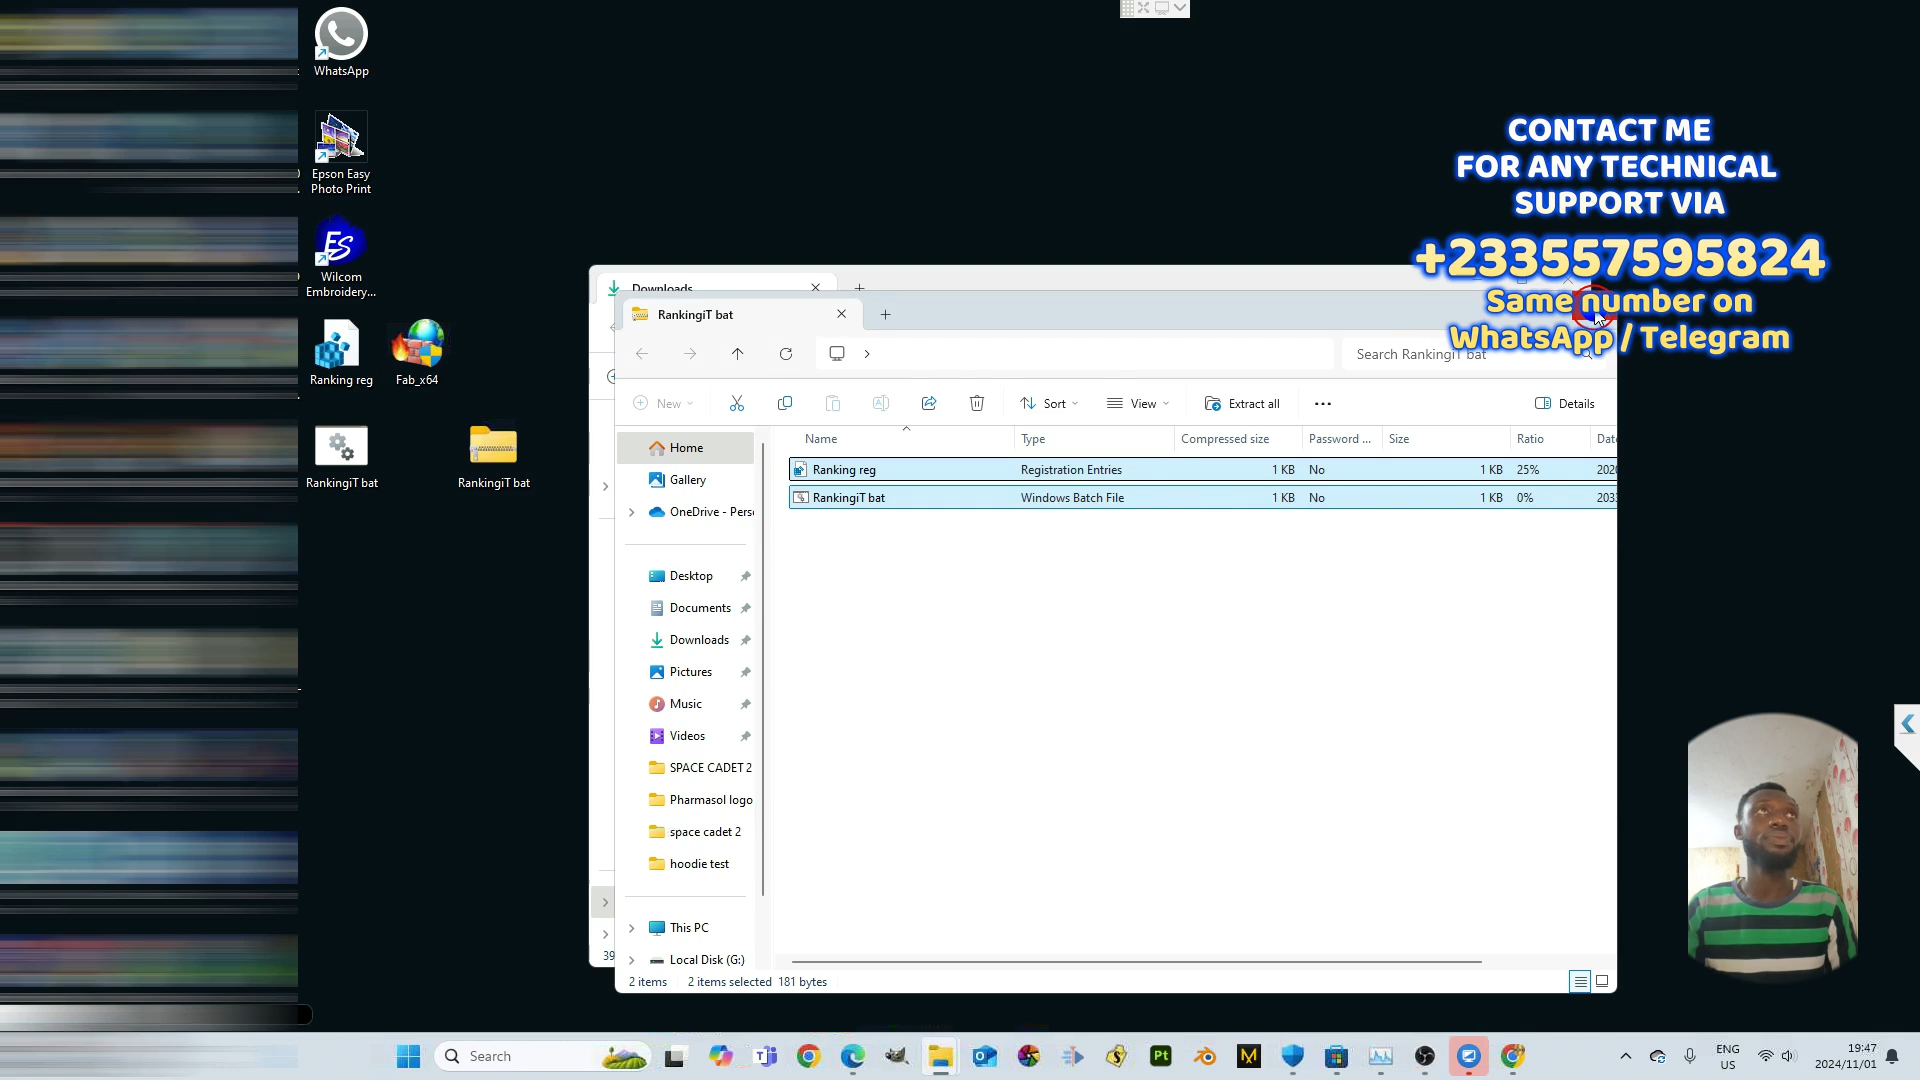 WhatsApp
Epson Easy
Photo Print
Wilcom
Embroidery...
Ranking reg
Fab_x64
RankingiT bat
RankingiT bat
CONTACT ME
FOR ANY TECHNICAL
SUPPORT VIA
+233557595824
Same number on
WhatsApp / Telegram
Downloads
RankingiT bat
Search RankingiT bat
New
Sort
View
Extract all
Details
Name Type Compressed size Password ... Size Ratio Date
Ranking reg Registration Entries 1 KB No 1 KB 25% 202
RankingiT bat Windows Batch File 1 KB No 1 KB 0% 203
Home
Gallery
OneDrive - Pers
Desktop
Documents
Downloads
Pictures
Music
Videos
SPACE CADET 2
Pharmasol logo
space cadet 2
hoodie test
This PC
Local Disk (G:)
39
2 items 2 items selected 181 bytes
Search
Pt
ENG
US
19:47
2024/11/01